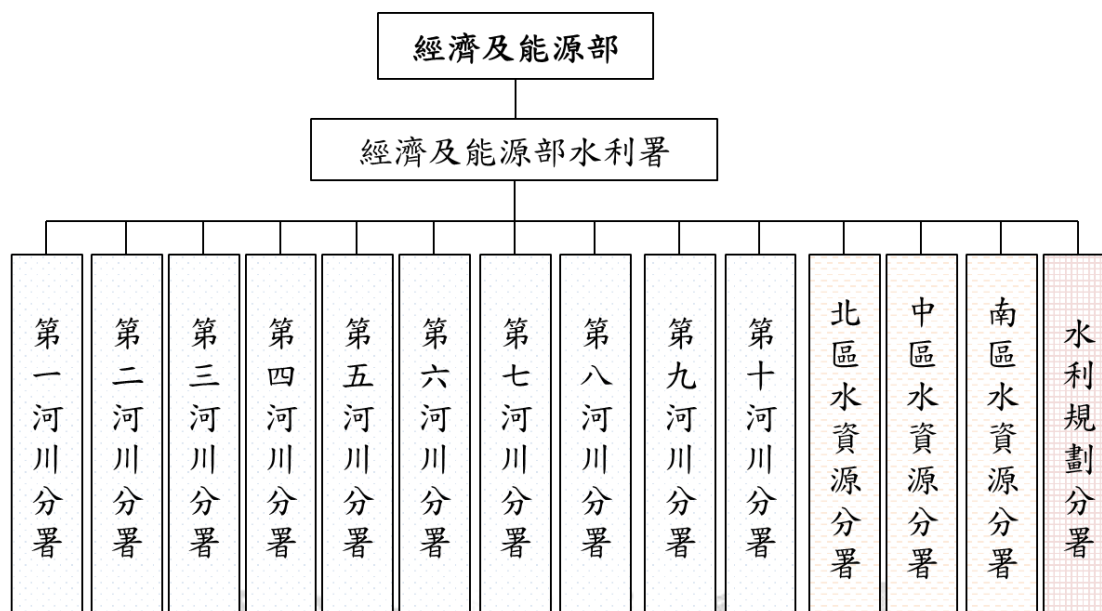 經濟及能源部
經濟及能源部水利署
第一河川分署
第二河川分署
第三河川分署
第四河川分署
第五河川分署
第六河川分署
第七河川分署
第八河川分署
第九河川分署
第十河川分署
北區水資源分署
中區水資源分署
南區水資源分署
水利規劃分署